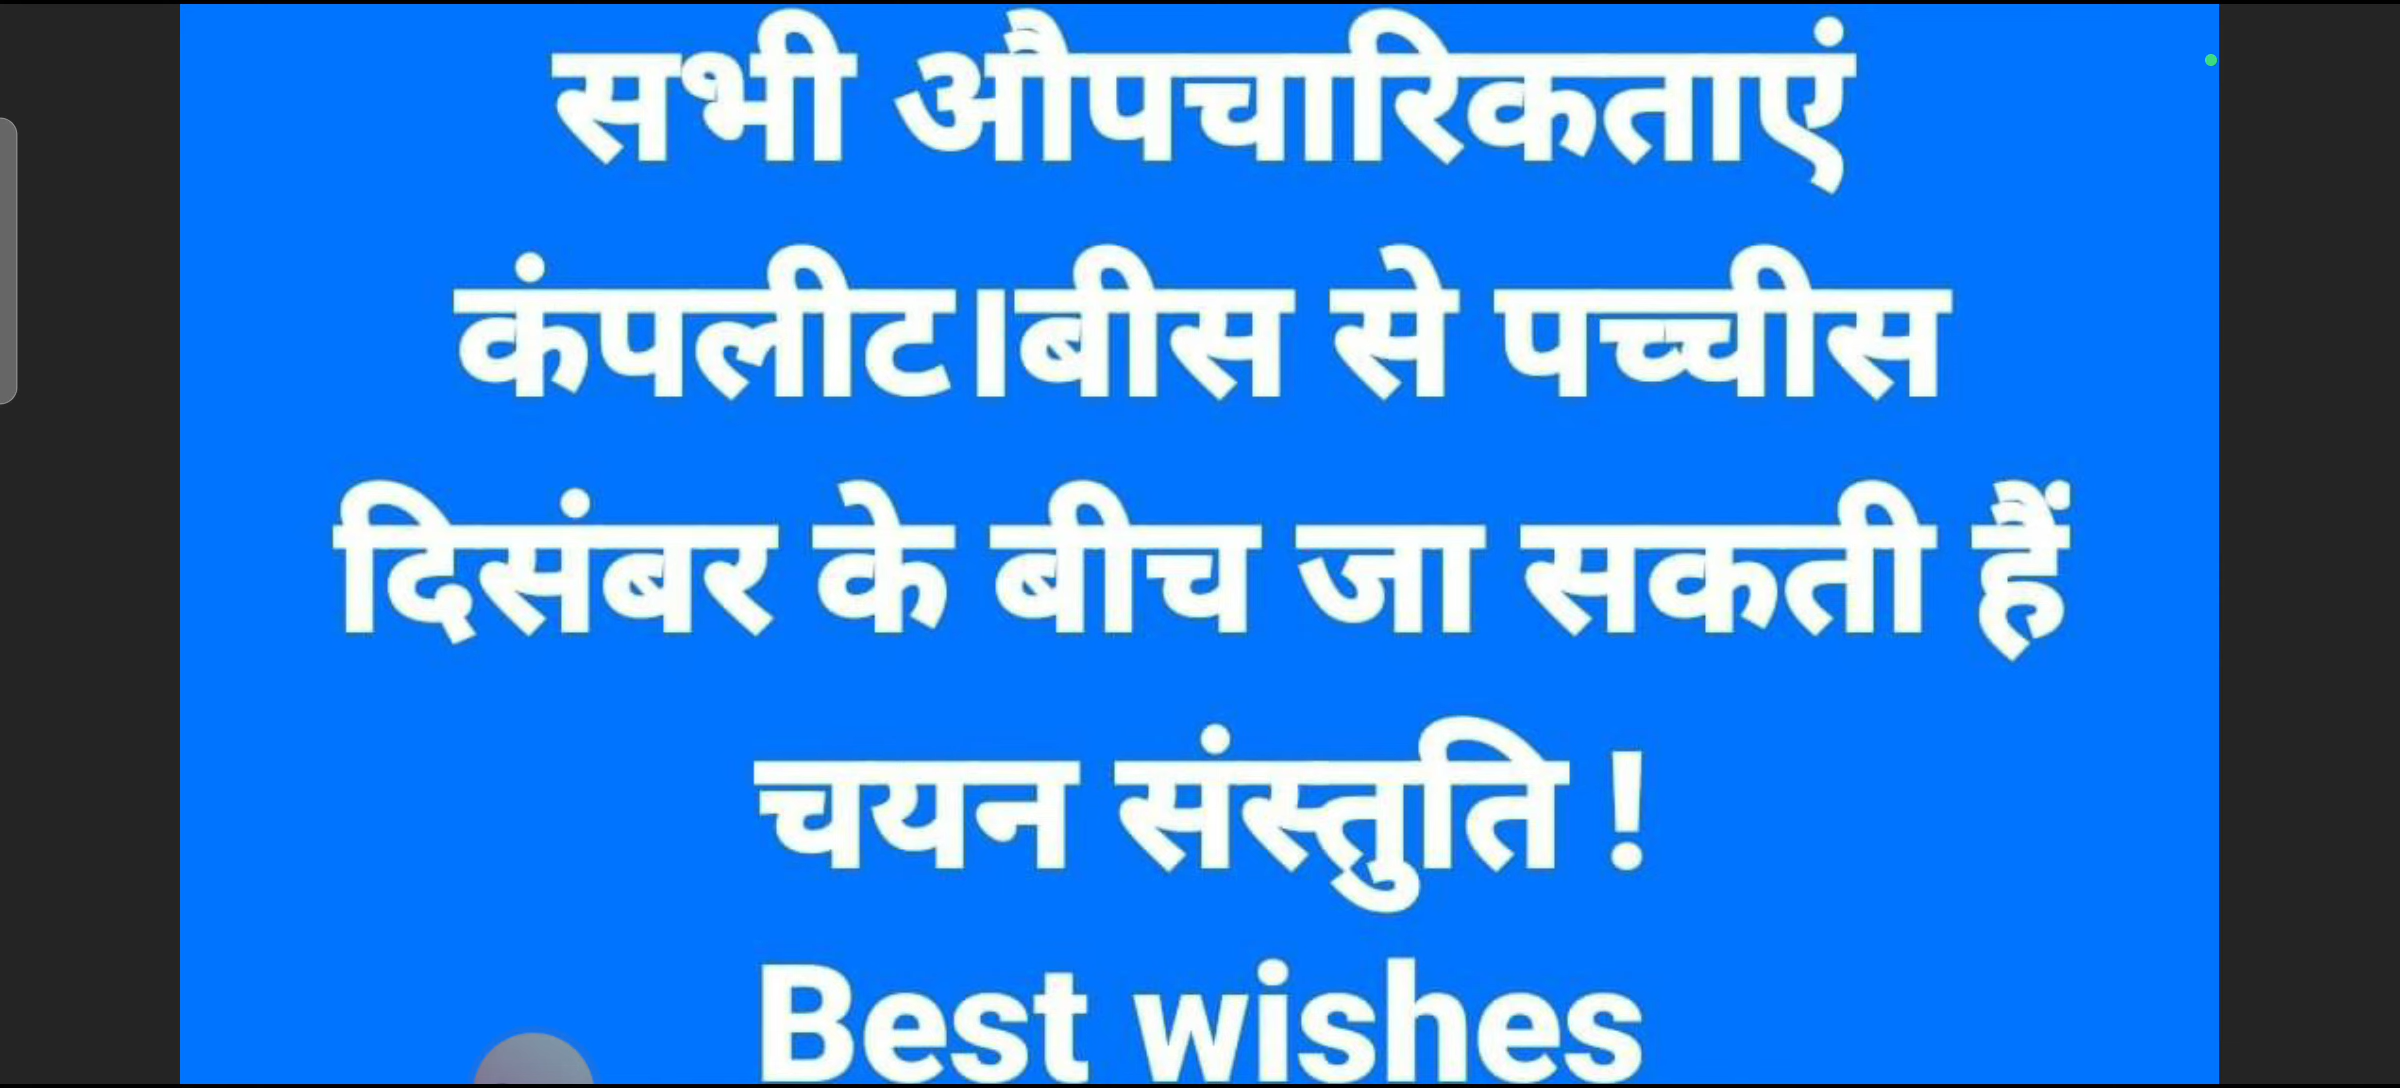 सभी औपचारिकताएं
कंपलीट।बीस से पच्चीस
दिसंबर के बीच जा सकती हैं
चयन संस्तुति !
Best wishes